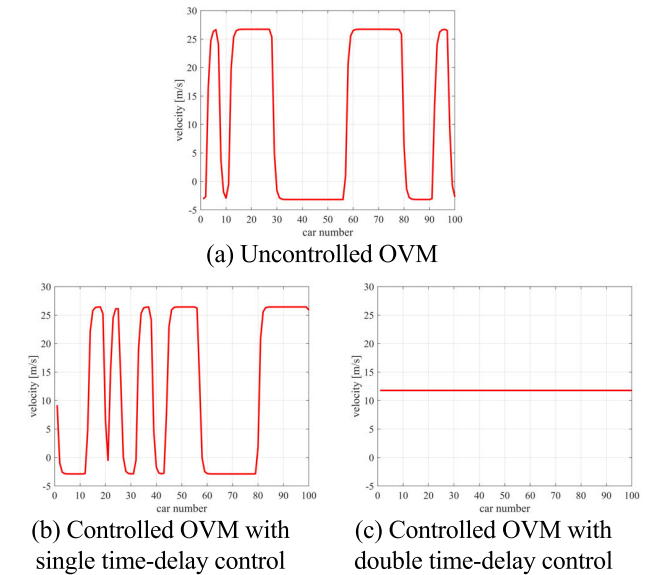 30
25
20
15
10
5
0
-5
velocity [m/s]
0 10 20 30 40 50 60 70 80 90 100
car number
(a) Uncontrolled OVM
30
25
20
15
10
5
0
-5
velocity [m/s]
0 10 20 30 40 50 60 70 80 90 100
car number
(b) Controlled OVM with
single time-delay control
30
25
20
15
10
5
0
-5
velocity [m/s]
0 10 20 30 40 50 60 70 80 90 100
car number
(c) Controlled OVM with
double time-delay control